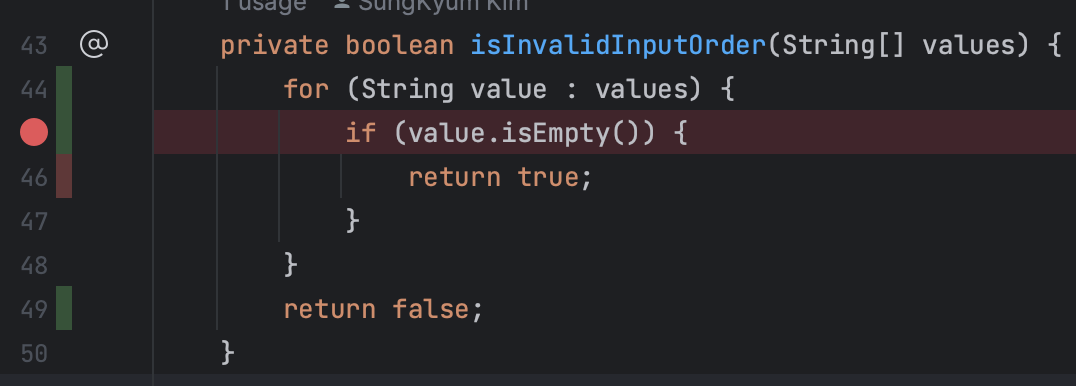 1 usage SungKyum Kim
43 @ private boolean isInvalidInputOrder(String[] values) {
44 for (String value : values) {
if (value.isEmpty()) {
46 return true;
47 }
48 }
49 return false;
50 }